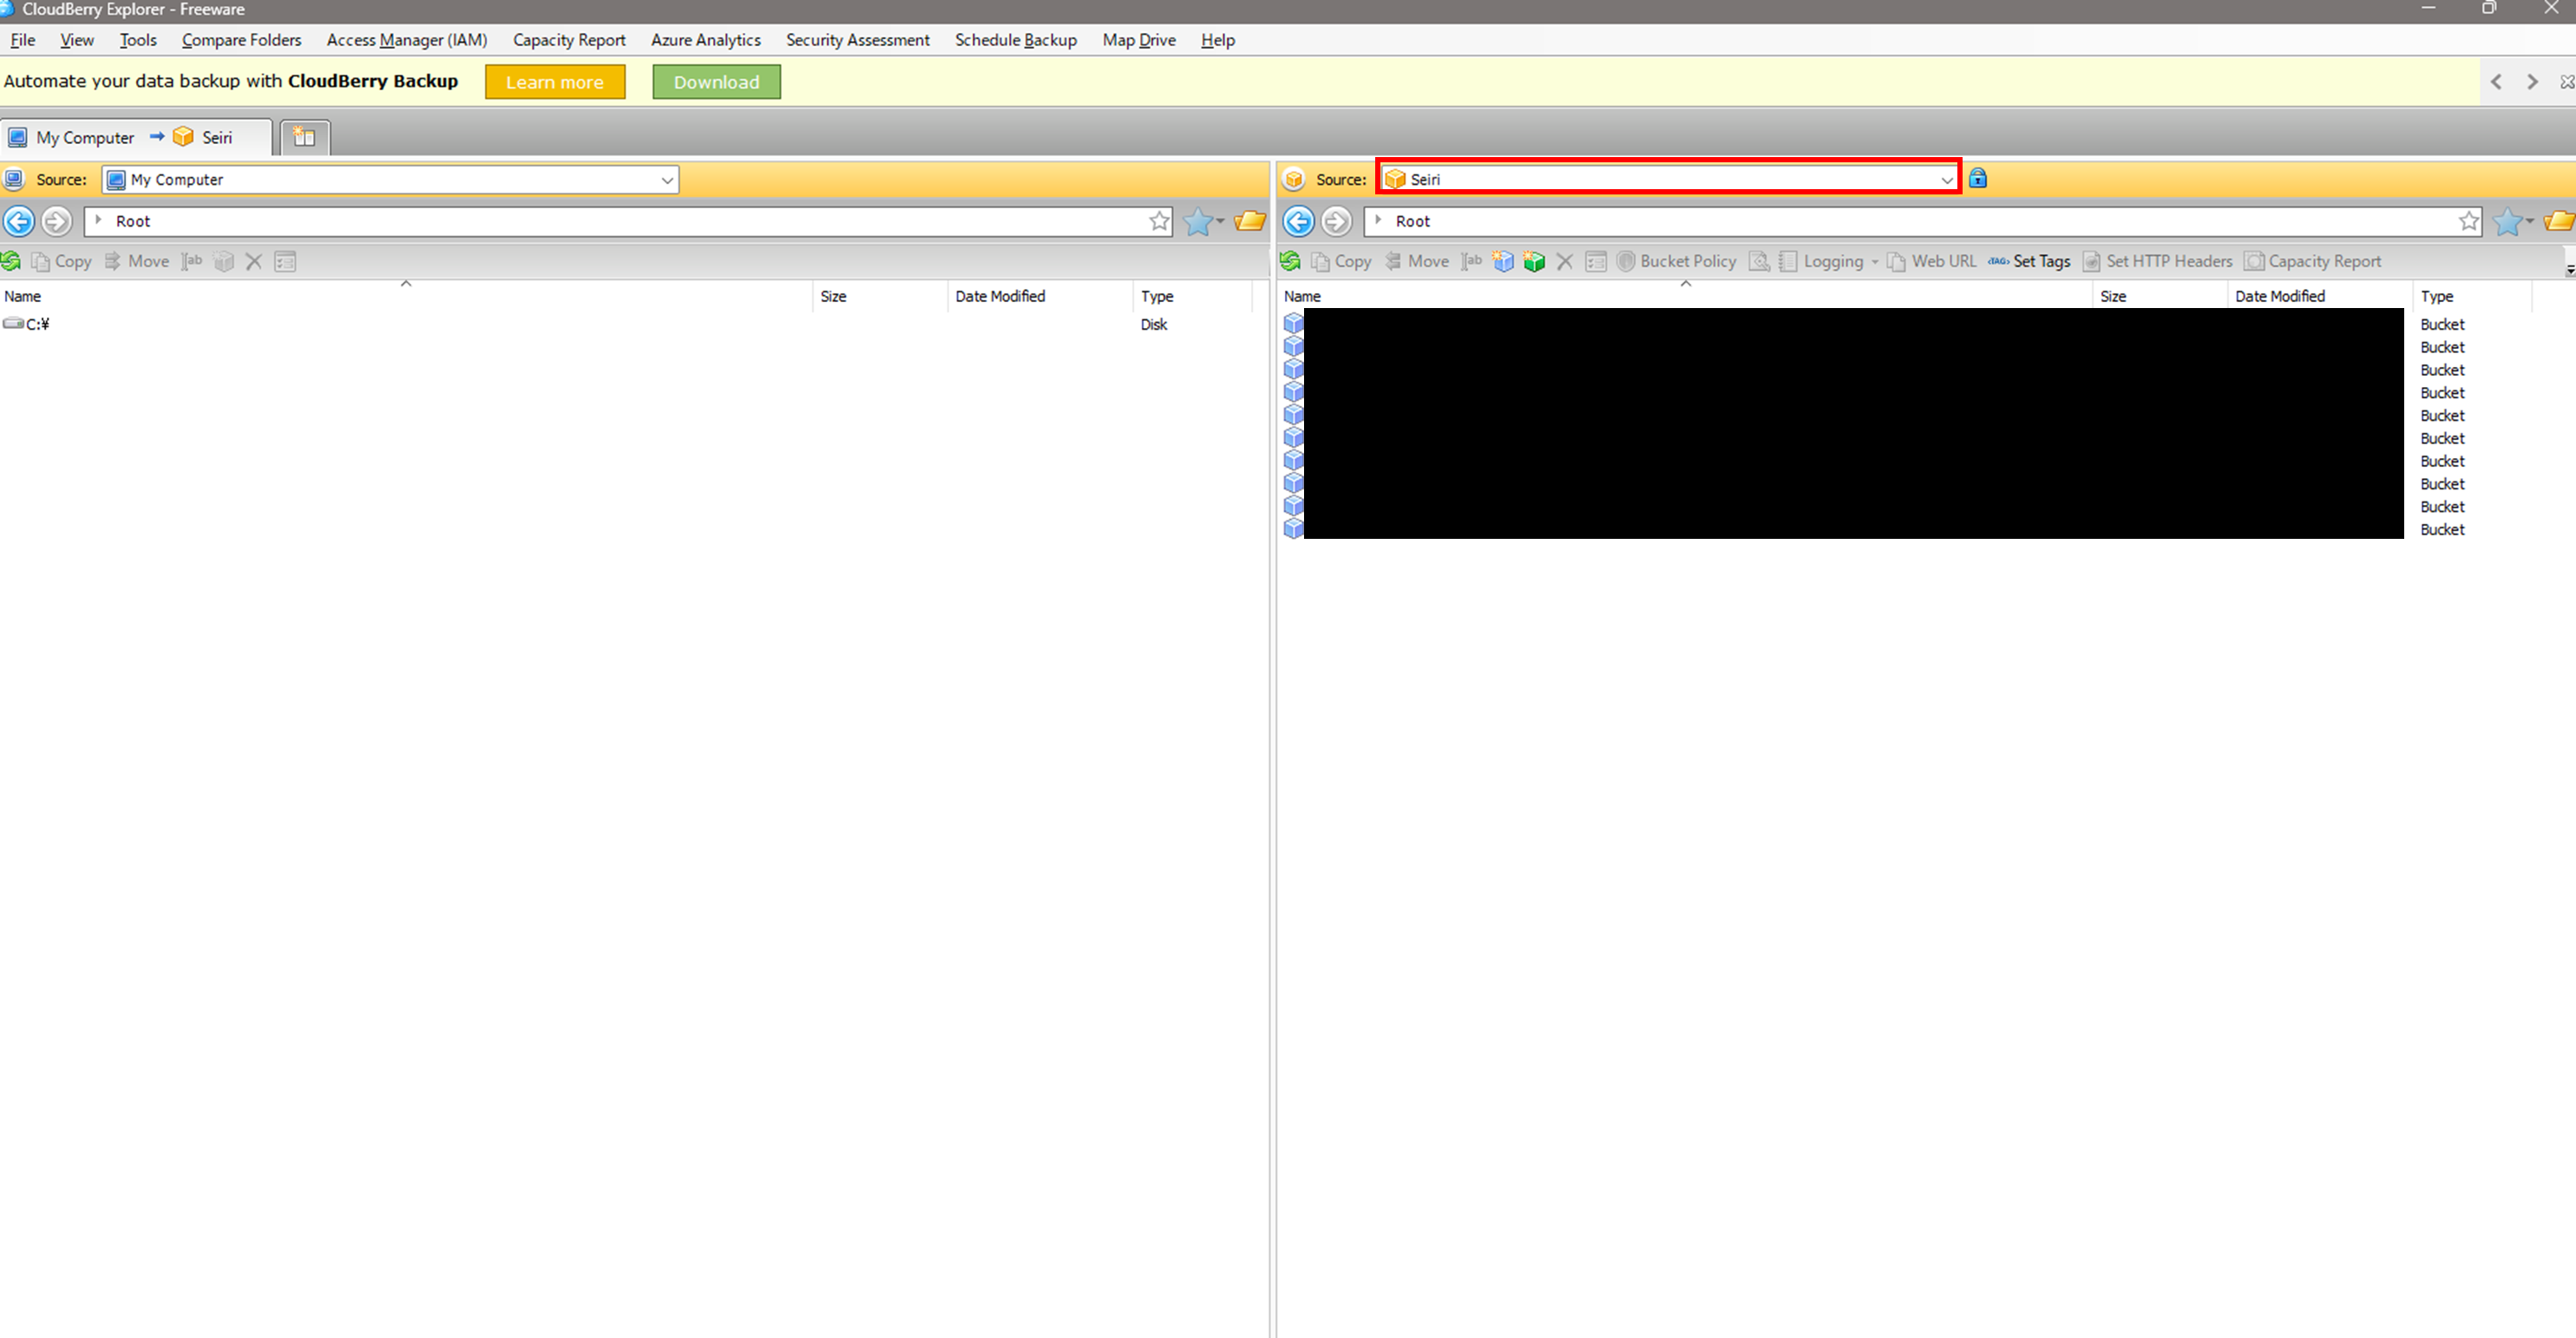 CloudBerry Explorer - Freeware
File View Tools Compare Folders Access Manager (IAM) Capacity Report Azure Analytics Security Assessment Schedule Backup Map Drive Help
Automate your data backup with CloudBerry Backup Learn more Download
My Computer Seiri
Source: My Computer
Root
Copy Move
Name Size Date Modified Type
C:¥ Disk
Source: Seiri
Root
Copy Move Bucket Policy Logging Web URL Set Tags Set HTTP Headers Capacity Report
Name Size Date Modified Type
Bucket
Bucket
Bucket
Bucket
Bucket
Bucket
Bucket
Bucket
Bucket
Bucket